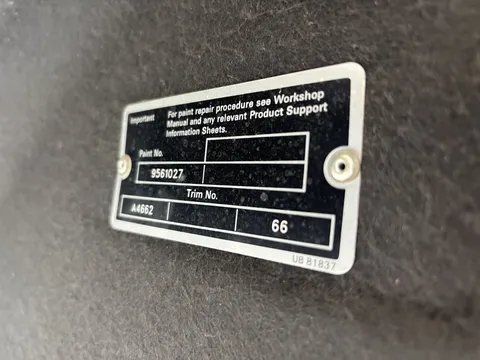 Important
For paint repair procedure see Workshop
Manual and any relevant Product Support
Information Sheets.
Paint No.
9561027
Trim No.
A4662
66
UB 81837